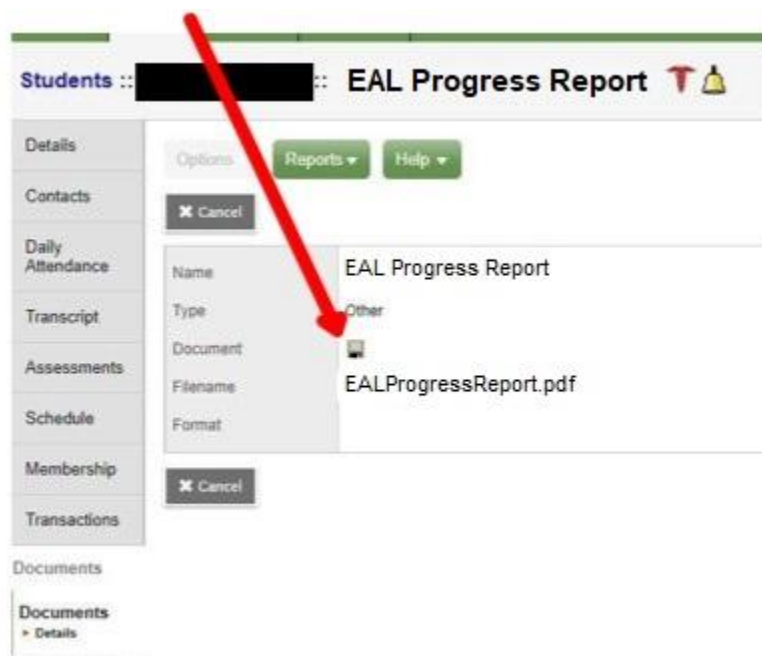 Students :: :: EAL Progress Report
Details
Contacts
Daily
Attendance
Transcript
Assessments
Schedule
Membership
Transactions
Documents
Documents
Details
Options Reports Help
Cancel
Name EAL Progress Report
Type Other
Document
Filename EALProgressReport.pdf
Format
Cancel